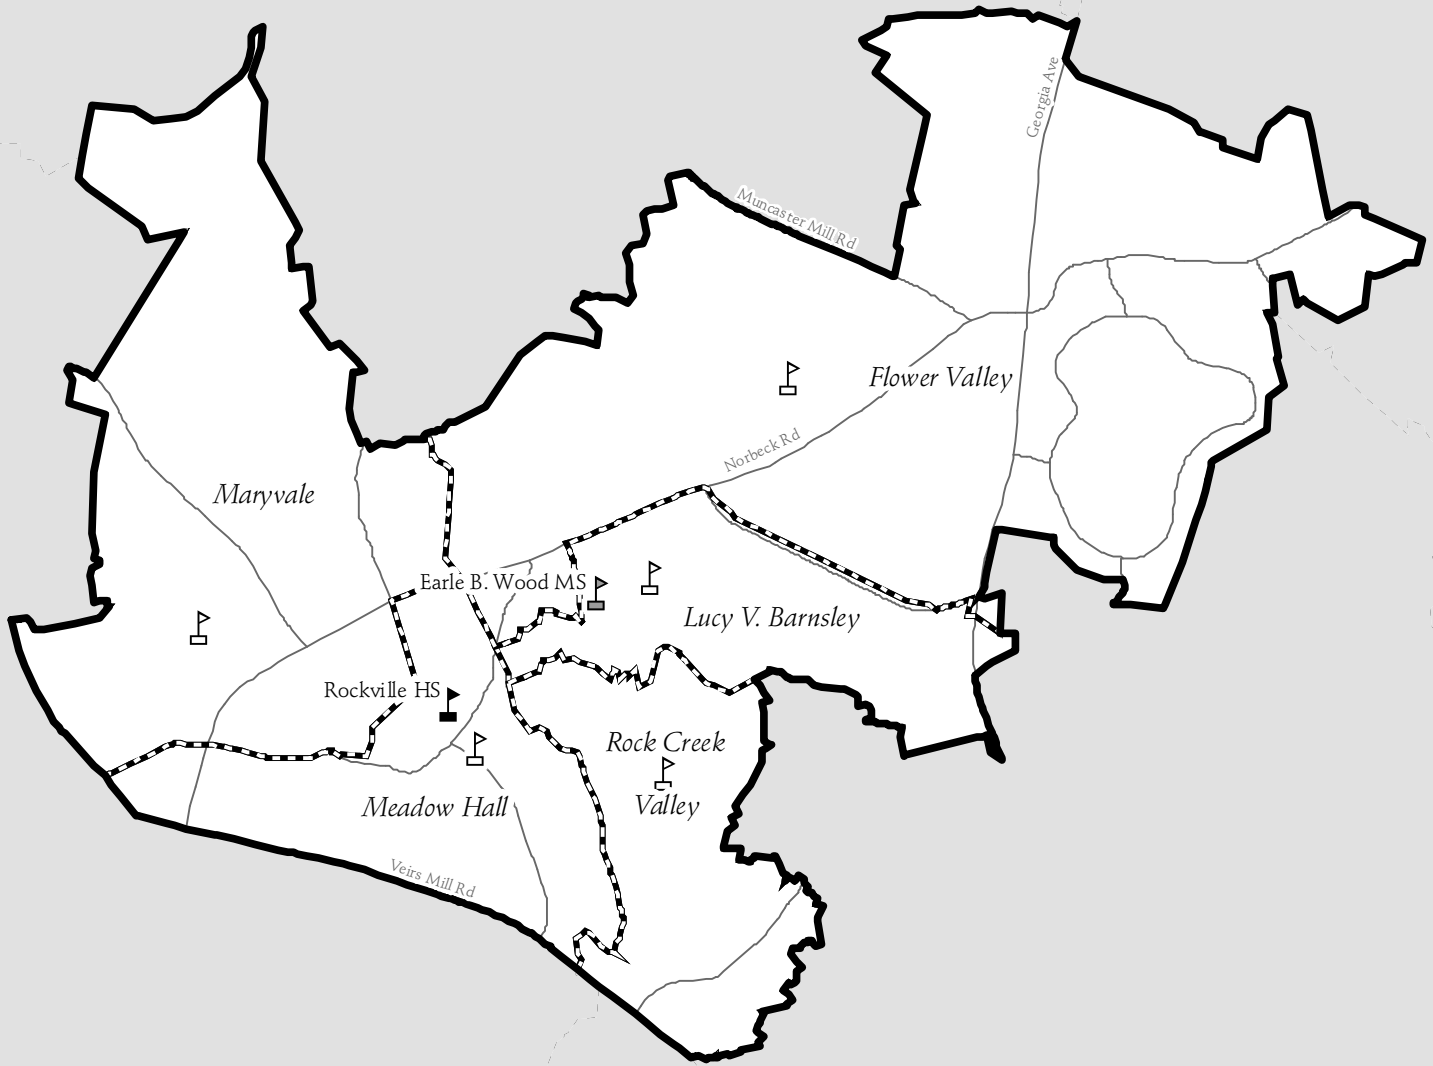 Georgia Ave
Muncaster Mill Rd
Flower Valley
Norbeck Rd
Maryvale
Earle B. Wood MS
Lucy V. Barnsley
Rockville HS
Rock Creek
Valley
Meadow Hall
Veirs Mill Rd